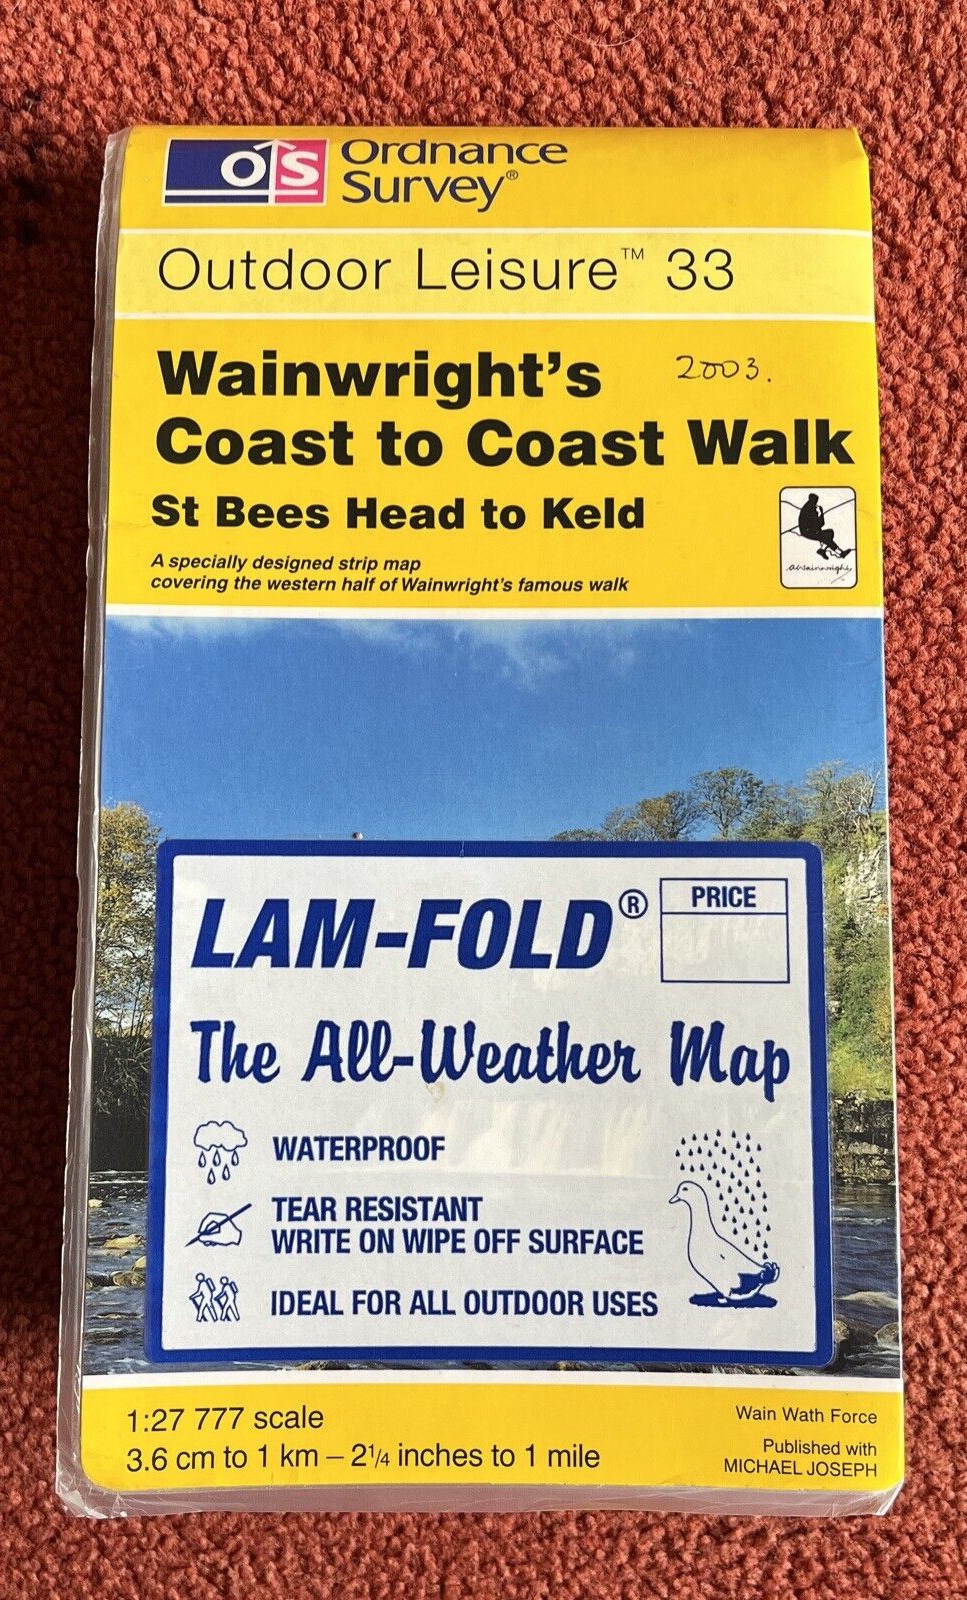 OS Ordnance
Survey®
Outdoor Leisure™ 33
Wainwright's 2003.
Coast to Coast Walk
St Bees Head to Keld
A specially designed strip map
covering the western half of Wainwright's famous walk
aWainwright
LAM-FOLD® PRICE
The All-Weather Map
WATERPROOF
TEAR RESISTANT
WRITE ON WIPE OFF SURFACE
IDEAL FOR ALL OUTDOOR USES
1:27 777 scale
3.6 cm to 1 km – 2¼ inches to 1 mile
Wain Wath Force
Published with
MICHAEL JOSEPH